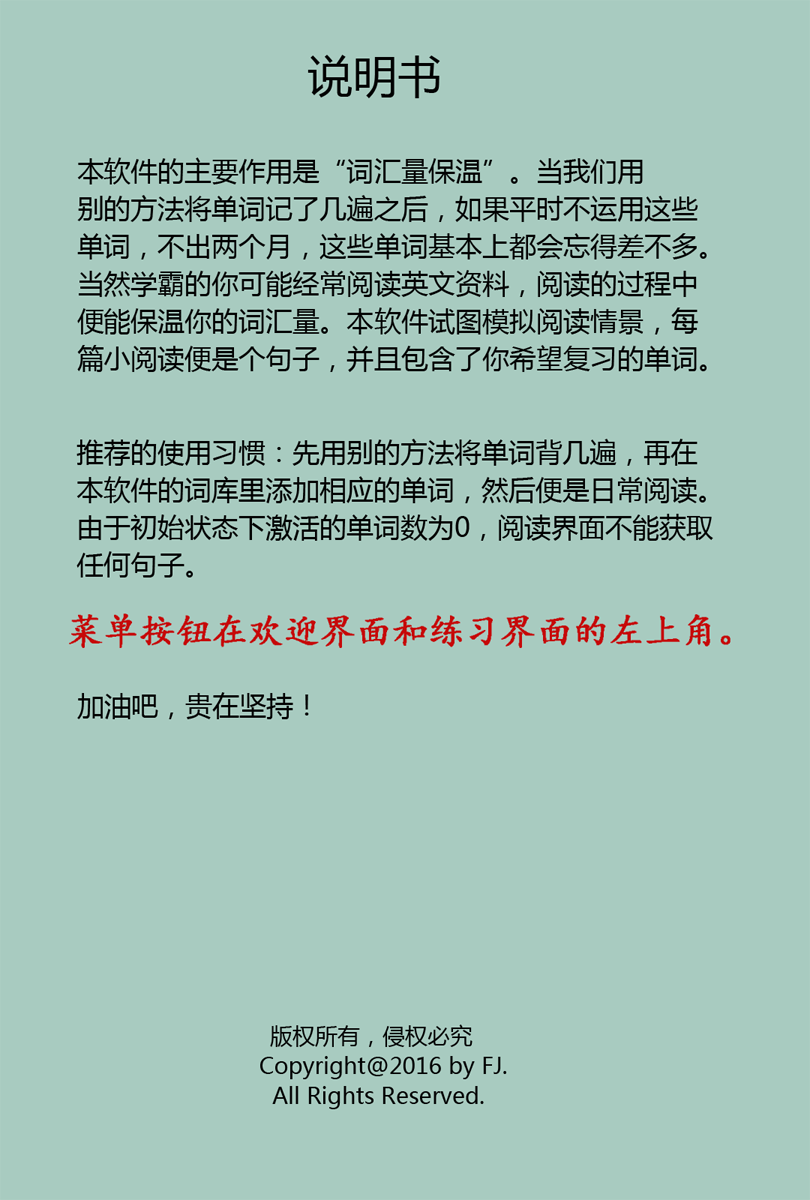 说明书
本软件的主要作用是“词汇量保温”。当我们用
别的方法将单词记了几遍之后，如果平时不运用这些
单词，不出两个月，这些单词基本上都会忘得差不多。
当然学霸的你可能经常阅读英文资料，阅读的过程中
便能保温你的词汇量。本软件试图模拟阅读情景，每
篇小阅读便是个句子，并且包含了你希望复习的单词。
推荐的使用习惯：先用别的方法将单词背几遍，再在
本软件的词库里添加相应的单词，然后便是日常阅读。
由于初始状态下激活的单词数为0，阅读界面不能获取
任何句子。
菜单按钮在欢迎界面和练习界面的左上角。
加油吧，贵在坚持！
版权所有，侵权必究
Copyright@2016 by FJ.
All Rights Reserved.